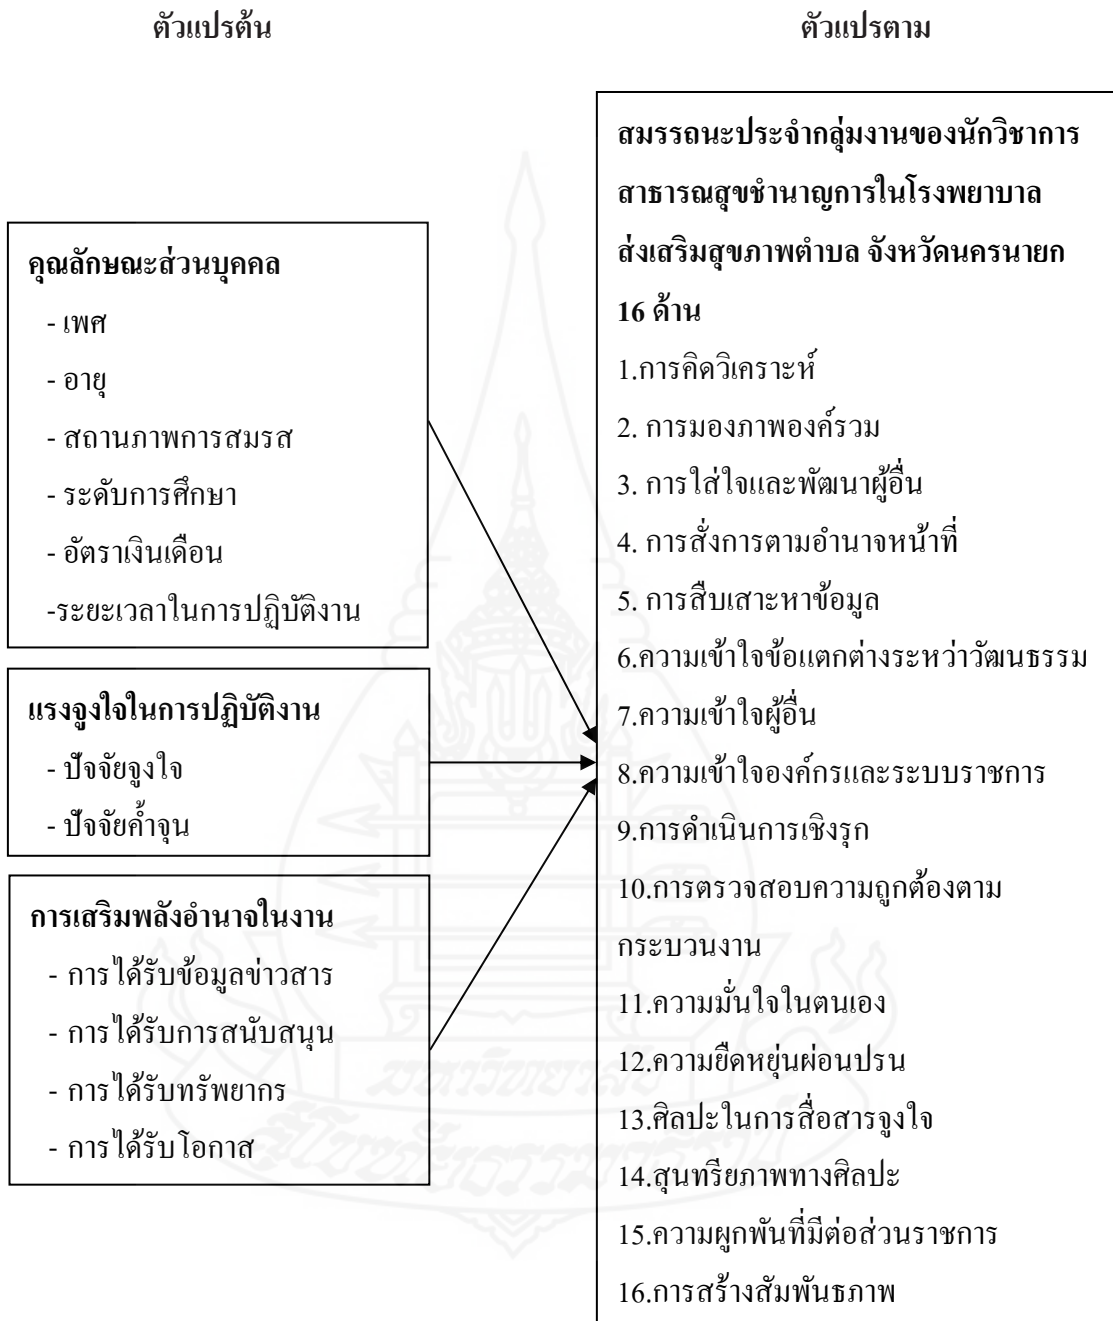 ตัวแปรต้น
ตัวแปรตาม
คุณลักษณะส่วนบุคคล
- เพศ
- อายุ
- สถานภาพการสมรส
- ระดับการศึกษา
- อัตราเงินเดือน
-ระยะเวลาในการปฏิบัติงาน
แรงจูงใจในการปฏิบัติงาน
- ปัจจัยจูงใจ
- ปัจจัยค้ำจุน
การเสริมพลังอำนาจในงาน
- การได้รับข้อมูลข่าวสาร
- การได้รับการสนับสนุน
- การได้รับทรัพยากร
- การได้รับโอกาส
สมรรถนะประจำกลุ่มงานของนักวิชาการ
สาธารณสุขชำนาญการในโรงพยาบาล
ส่งเสริมสุขภาพตำบล จังหวัดนครนายก
16 ด้าน
1.การคิดวิเคราะห์
2. การมองภาพองค์รวม
3. การใส่ใจและพัฒนาผู้อื่น
4. การสั่งการตามอำนาจหน้าที่
5. การสืบเสาะหาข้อมูล
6.ความเข้าใจข้อแตกต่างระหว่าวัฒนธรรม
7.ความเข้าใจผู้อื่น
8.ความเข้าใจองค์กรและระบบราชการ
9.การดำเนินการเชิงรุก
10.การตรวจสอบความถูกต้องตาม
กระบวนงาน
11.ความมั่นใจในตนเอง
12.ความยืดหยุ่นผ่อนปรน
13.ศิลปะในการสื่อสารจูงใจ
14.สุนทรียภาพทางศิลปะ
15.ความผูกพันที่มีต่อส่วนราชการ
16.การสร้างสัมพันธภาพ
มหาวิทยาลัย
สุโขทัยธรรมาธิราช